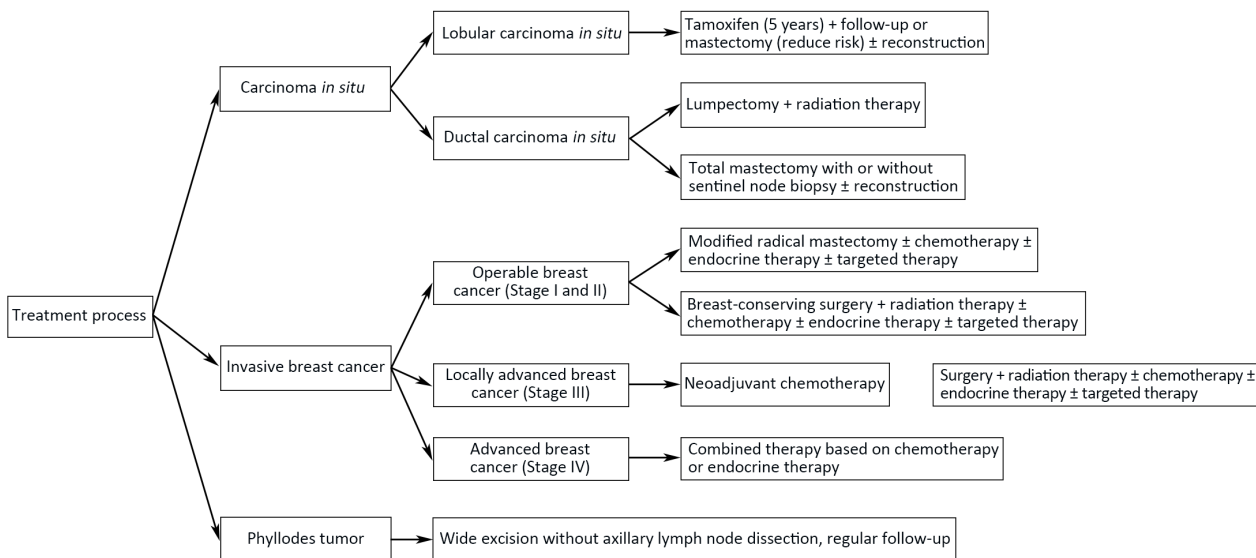 Lobular carcinoma in situ
Tamoxifen (5 years) + follow-up or
mastectomy (reduce risk) ± reconstruction
Carcinoma in situ
Lumpectomy + radiation therapy
Ductal carcinoma in situ
Total mastectomy with or without
sentinel node biopsy ± reconstruction
Modified radical mastectomy ± chemotherapy ±
endocrine therapy ± targeted therapy
Operable breast
cancer (Stage I and II)
Breast-conserving surgery + radiation therapy ±
chemotherapy ± endocrine therapy ± targeted therapy
Treatment process
Invasive breast cancer
Locally advanced breast
cancer (Stage III)
Neoadjuvant chemotherapy
Surgery + radiation therapy ± chemotherapy ±
endocrine therapy ± targeted therapy
Advanced breast
cancer (Stage IV)
Combined therapy based on chemotherapy
or endocrine therapy
Phyllodes tumor
Wide excision without axillary lymph node dissection, regular follow-up